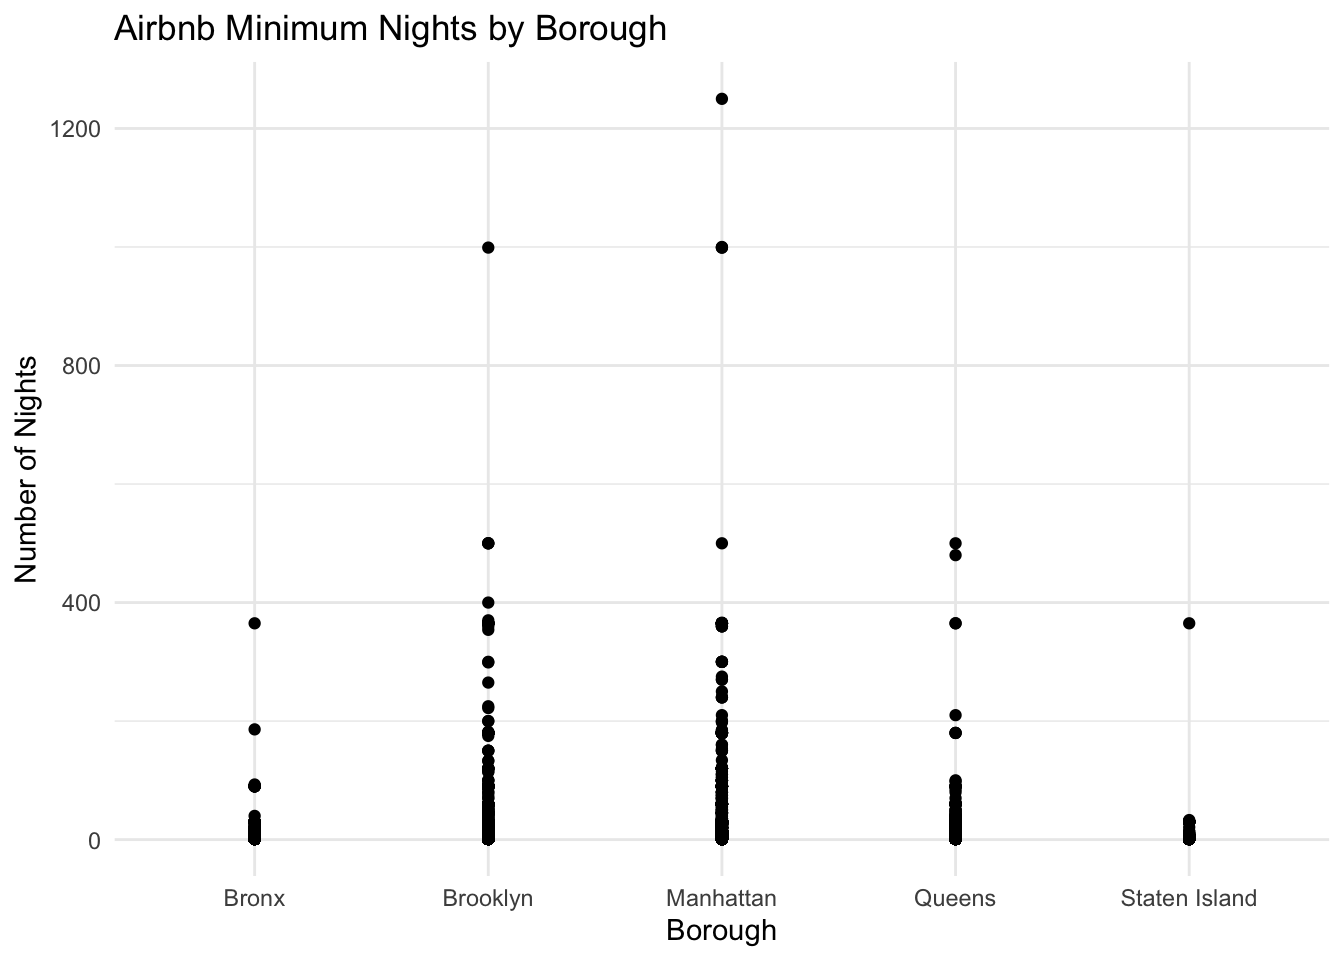 Airbnb Minimum Nights by Borough
1200
800
400
0
Number of Nights
Bronx Brooklyn Manhattan Queens Staten Island
Borough